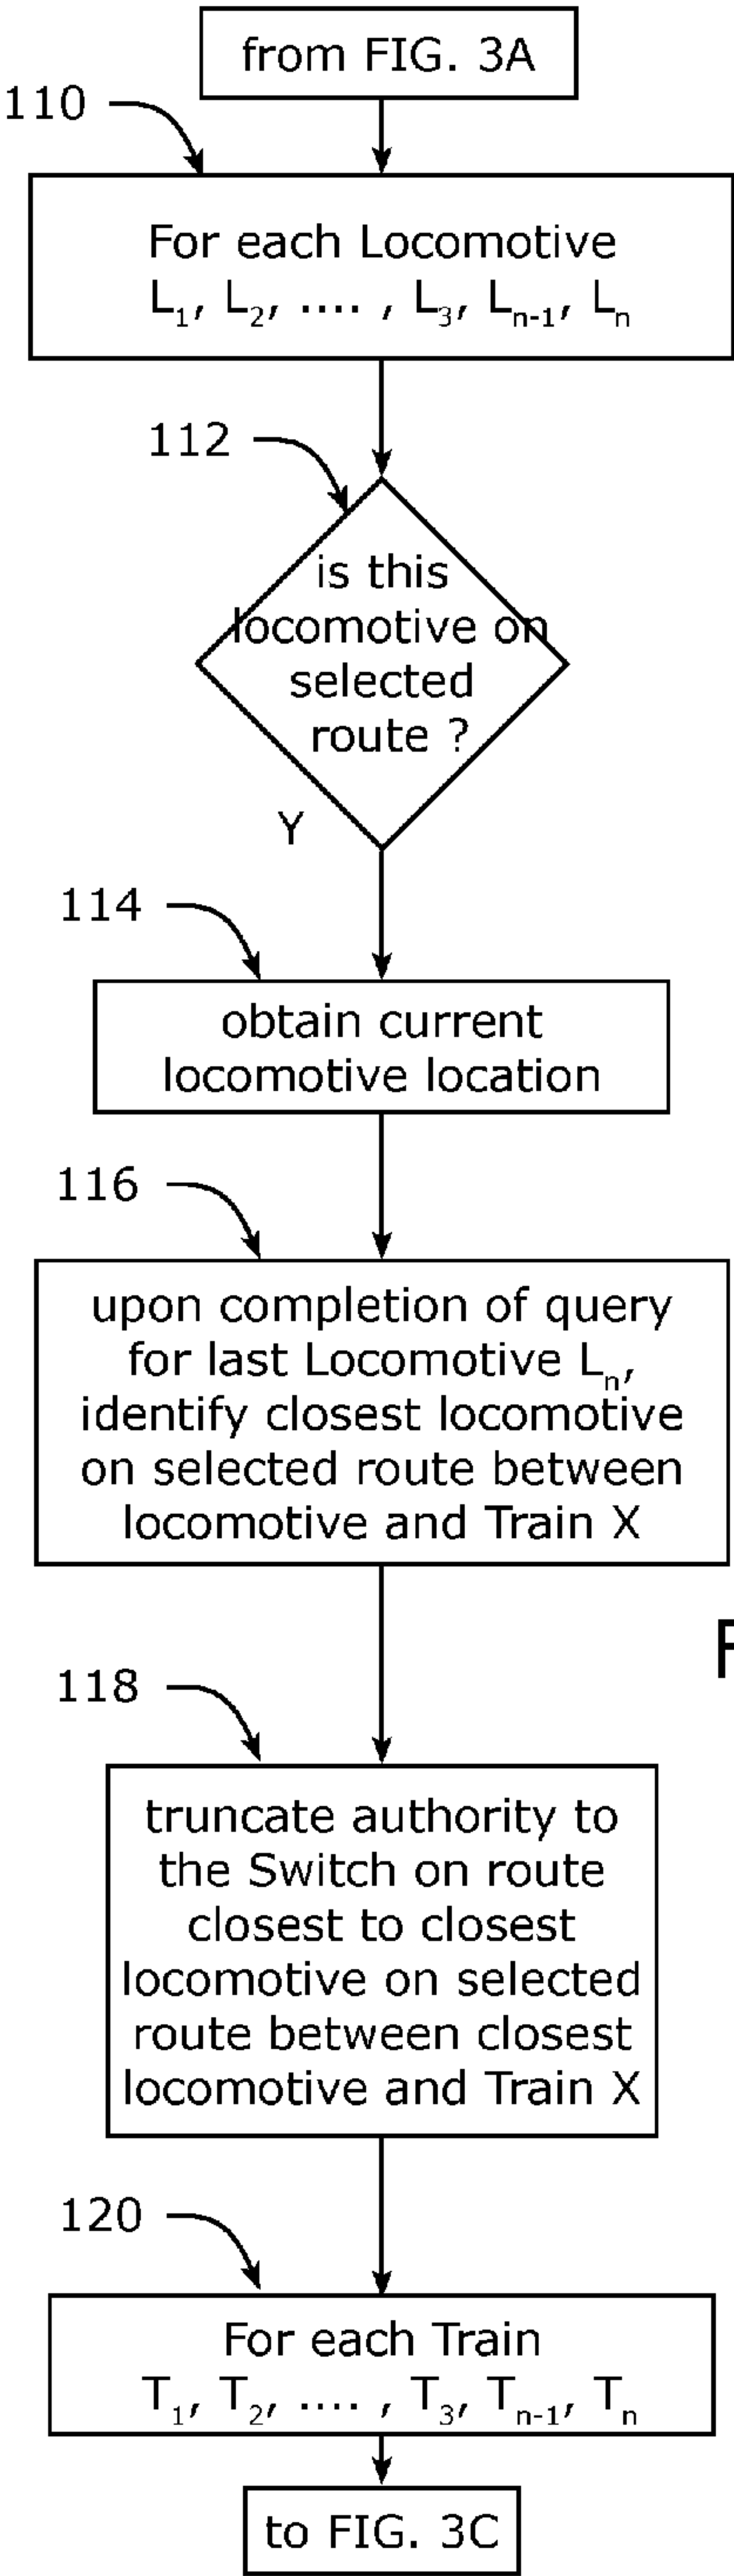 from FIG. 3A
110
For each Locomotive
L1, L2, .... , L3, Ln-1, Ln
112
is this
locomotive on
selected
route ?
Y
114
obtain current
locomotive location
116
upon completion of query
for last Locomotive Ln,
identify closest locomotive
on selected route between
locomotive and Train X
F
118
truncate authority to
the Switch on route
closest to closest
locomotive on selected
route between closest
locomotive and Train X
120
For each Train
T1, T2, .... , T3, Tn-1, Tn
to FIG. 3C